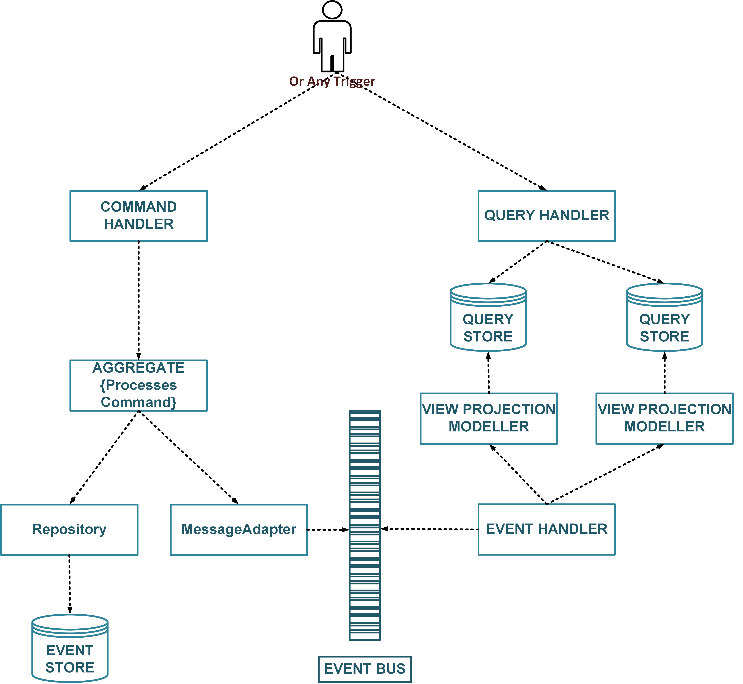 Or Any Trigger
COMMAND
HANDLER
QUERY HANDLER
QUERY
STORE
QUERY
STORE
AGGREGATE
{Processes
Command}
VIEW PROJECTION
MODELLER
VIEW PROJECTION
MODELLER
Repository
MessageAdapter
EVENT HANDLER
EVENT
STORE
EVENT BUS